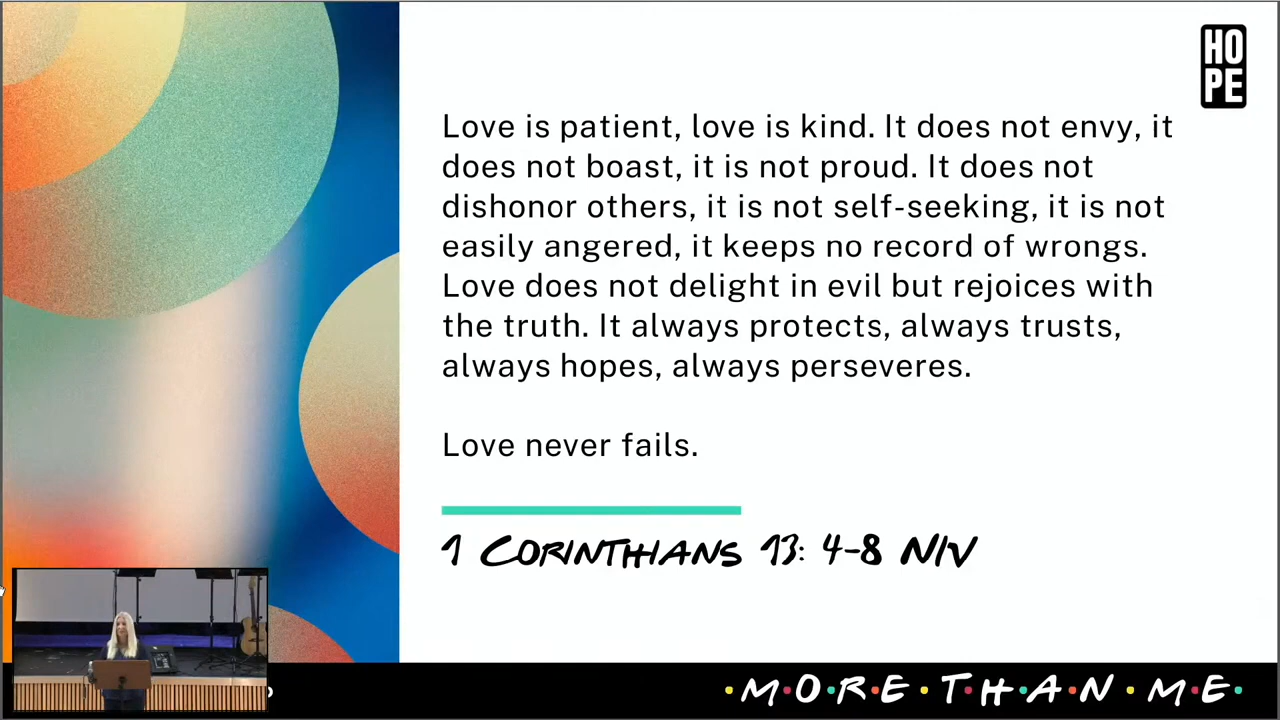 HO
PE
Love is patient, love is kind. It does not envy, it
does not boast, it is not proud. It does not
dishonor others, it is not self-seeking, it is not
easily angered, it keeps no record of wrongs.
Love does not delight in evil but rejoices with
the truth. It always protects, always trusts,
always hopes, always perseveres.
Love never fails.
1 CORINTHIANS 13: 4-8 NIV
M·O·R·E·T·H·A·N·M·E